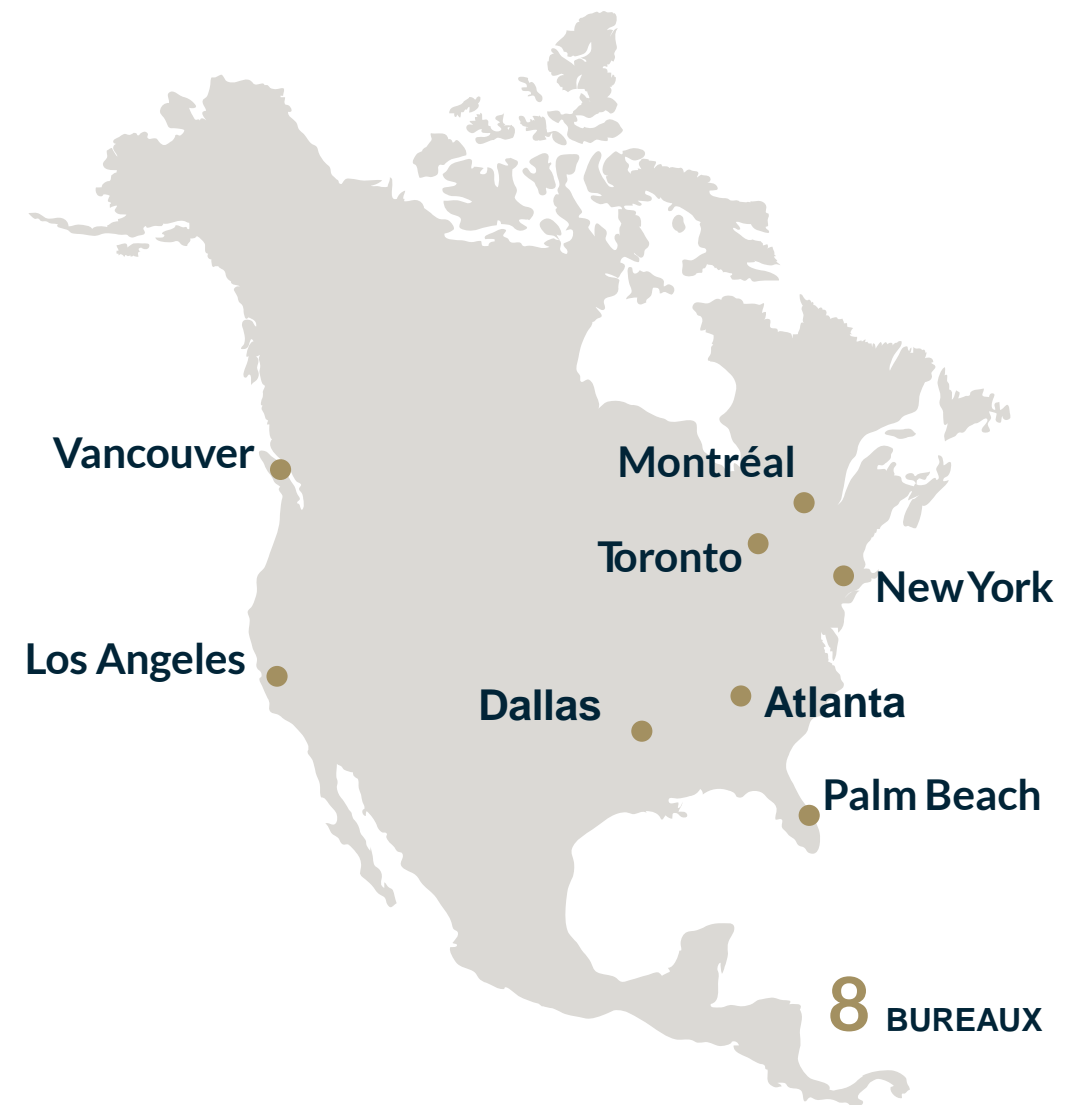 Vancouver
Montréal
Toronto
New York
Los Angeles
Dallas
Atlanta
Palm Beach
8 BUREAUX